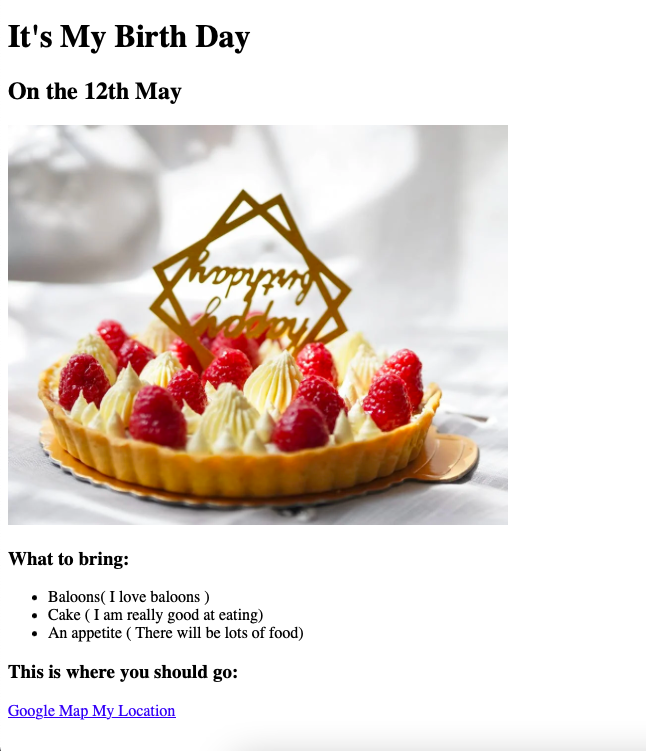 It's My Birth Day
On the 12th May
birthday
happy
What to bring:
Baloons( I love baloons )
Cake ( I am really good at eating)
An appetite ( There will be lots of food)
This is where you should go:
Google Map My Location